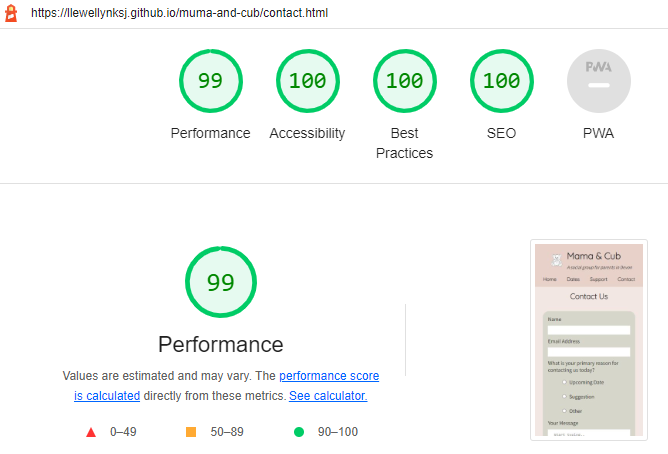 https://llewellynksj.github.io/muma-and-cub/contact.html
99 100 100 100 PWA
Performance Accessibility Best Practices SEO PWA
99
Performance
Values are estimated and may vary. The performance score
is calculated directly from these metrics. See calculator.
0–49 50–89 90–100
Mama & Cub
A social group for parents in Devon
Home Dates Support Contact
Contact Us
Name
Email Address
What is your primary reason for
contacting us today?
Upcoming Date
Suggestion
Other
Your Message